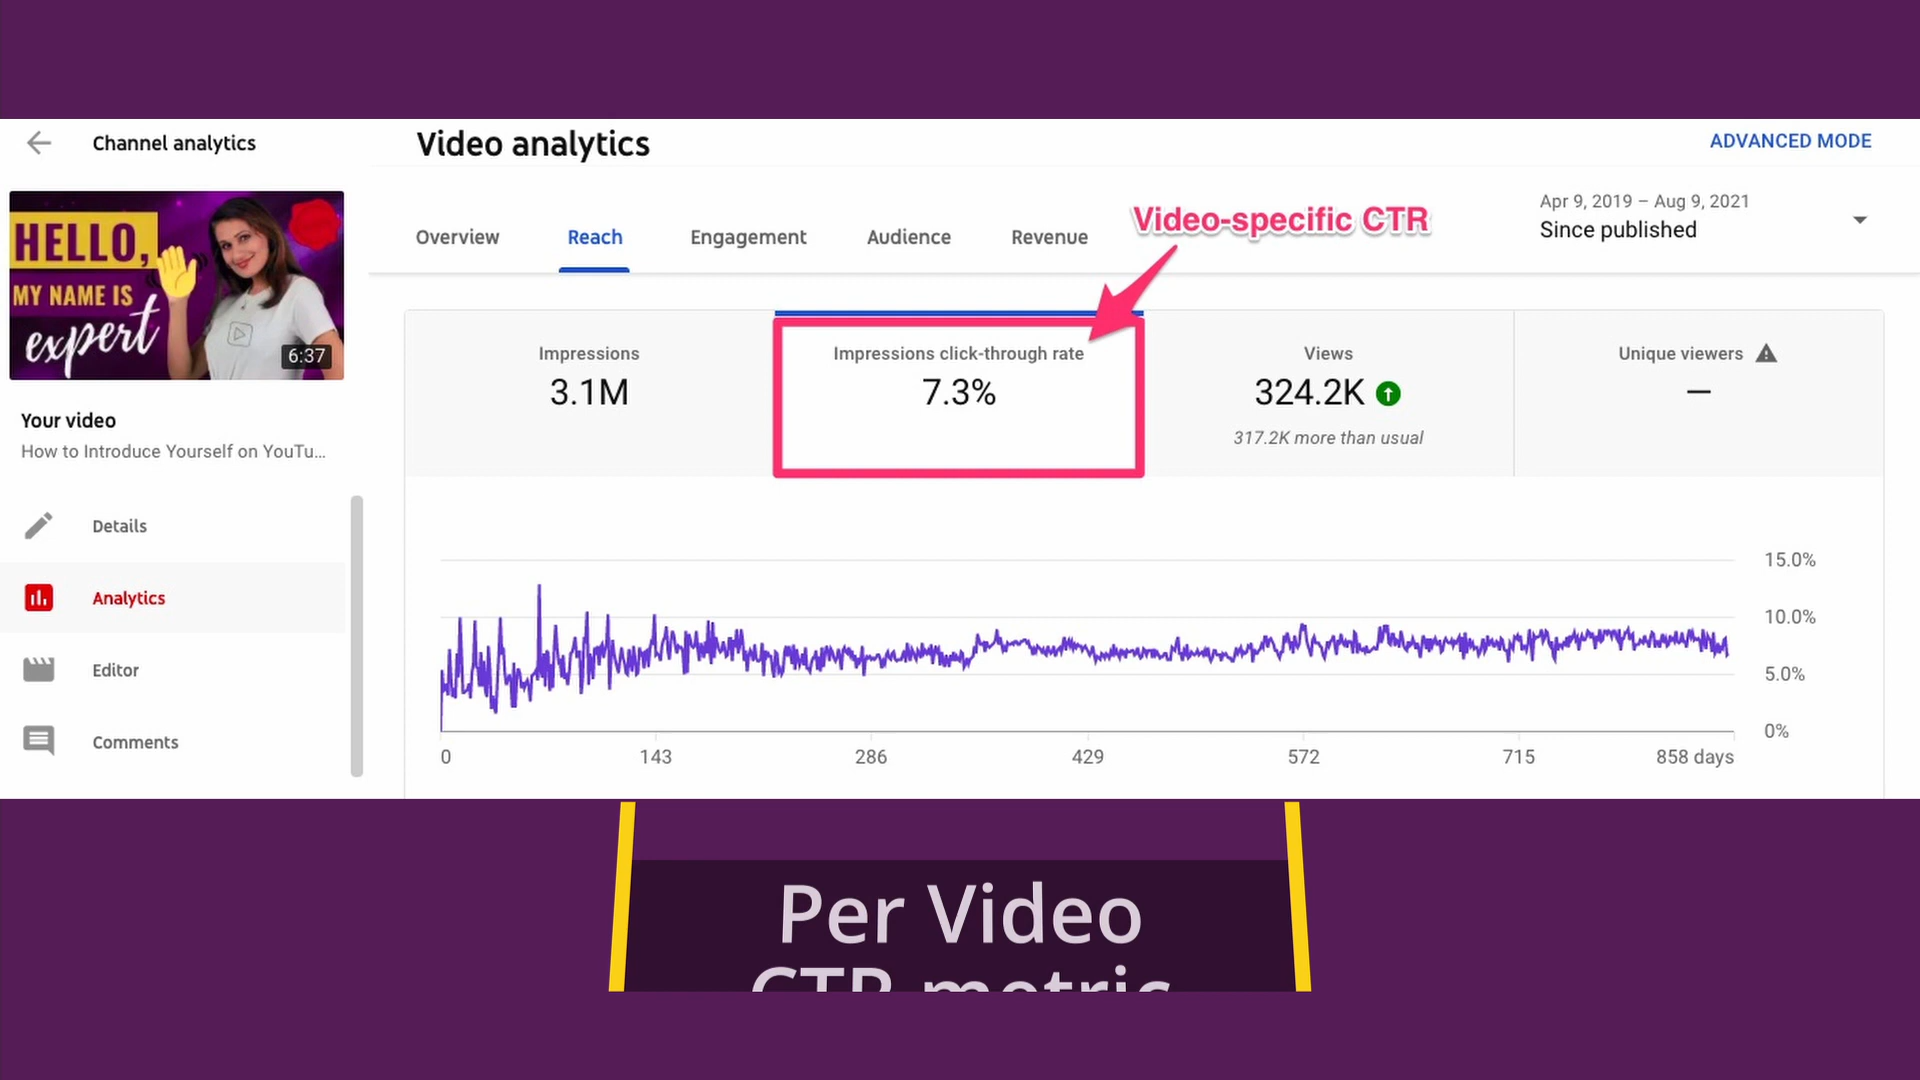 Channel analytics
Video analytics
ADVANCED MODE
HELLO,
MY NAME IS
expert
6:37
Your video
How to Introduce Yourself on YouTu...
Details
Analytics
Editor
Comments
Overview
Reach
Engagement
Audience
Revenue
Video-specific CTR
Apr 9, 2019 – Aug 9, 2021
Since published
Impressions
3.1M
Impressions click-through rate
7.3%
Views
324.2K
317.2K more than usual
Unique viewers
—
15.0%
10.0%
5.0%
0%
0
143
286
429
572
715
858 days
Per Video
CTR metric